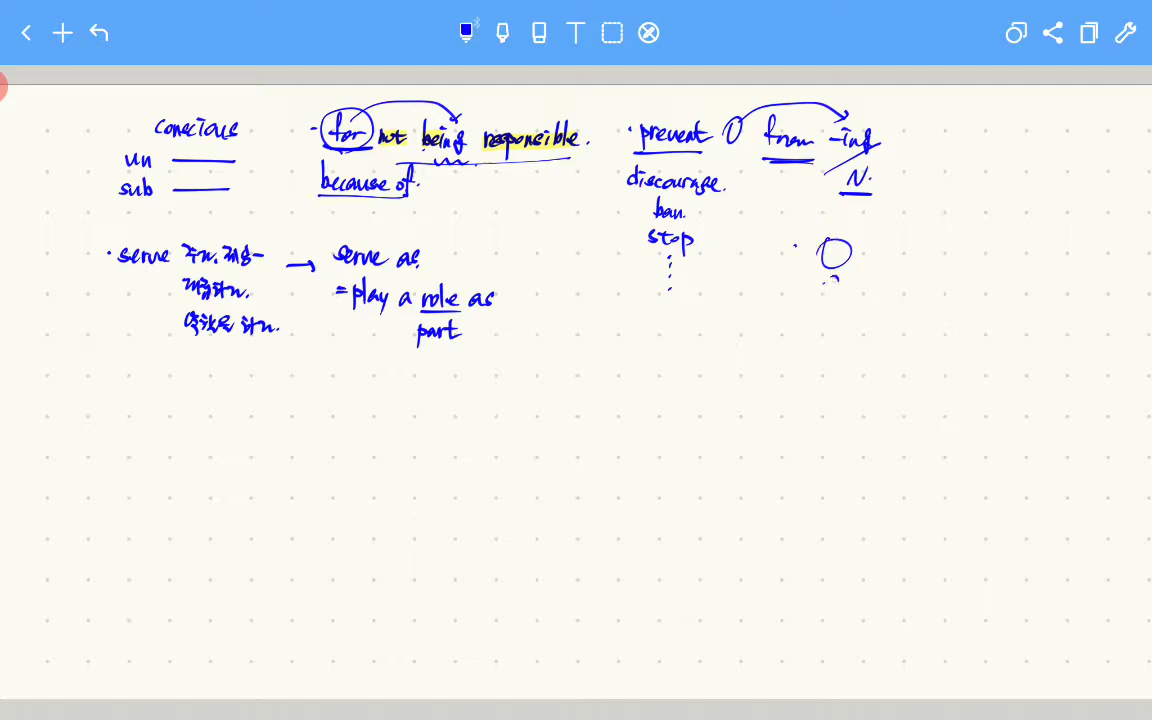 conscious
un
sub
· for not being responsible.
because of.
· prevent O from -ing
N.
discourage.
ban.
stop
· serve 주다, 제공-
제공하다.
역할을 하다.
→ serve as
= play a role as
part